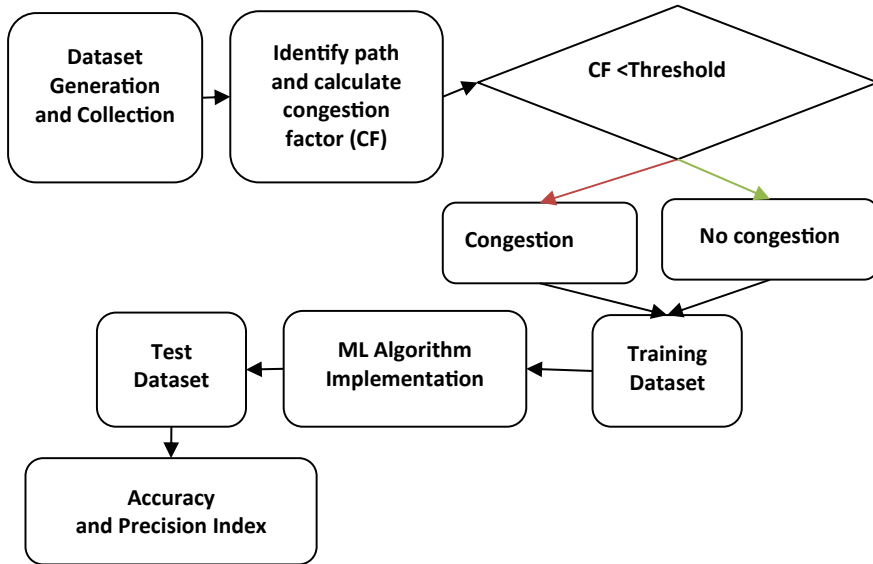 Dataset
Generation
and Collection
Identify path
and calculate
congestion
factor (CF)
CF <Threshold
Congestion
No congestion
Test
Dataset
ML Algorithm
Implementation
Training
Dataset
Accuracy
and Precision Index